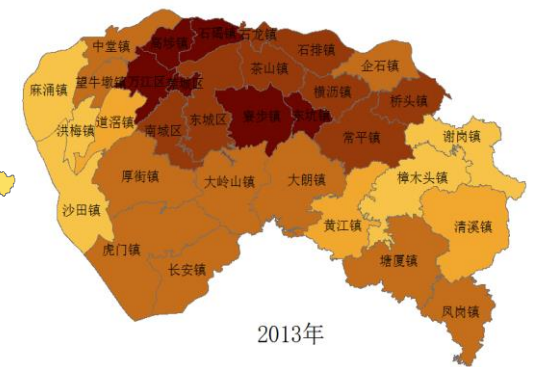 石碣镇
石龙镇
中堂镇
高埗镇
石排镇
企石镇
茶山镇
望牛墩镇
万江区
麻涌镇
横沥镇
桥头镇
道滘镇
东城区
寮步镇
东坑镇
洪梅镇
南城区
常平镇
谢岗镇
厚街镇
大岭山镇
大朗镇
樟木头镇
沙田镇
黄江镇
清溪镇
虎门镇
长安镇
塘厦镇
凤岗镇
2013年